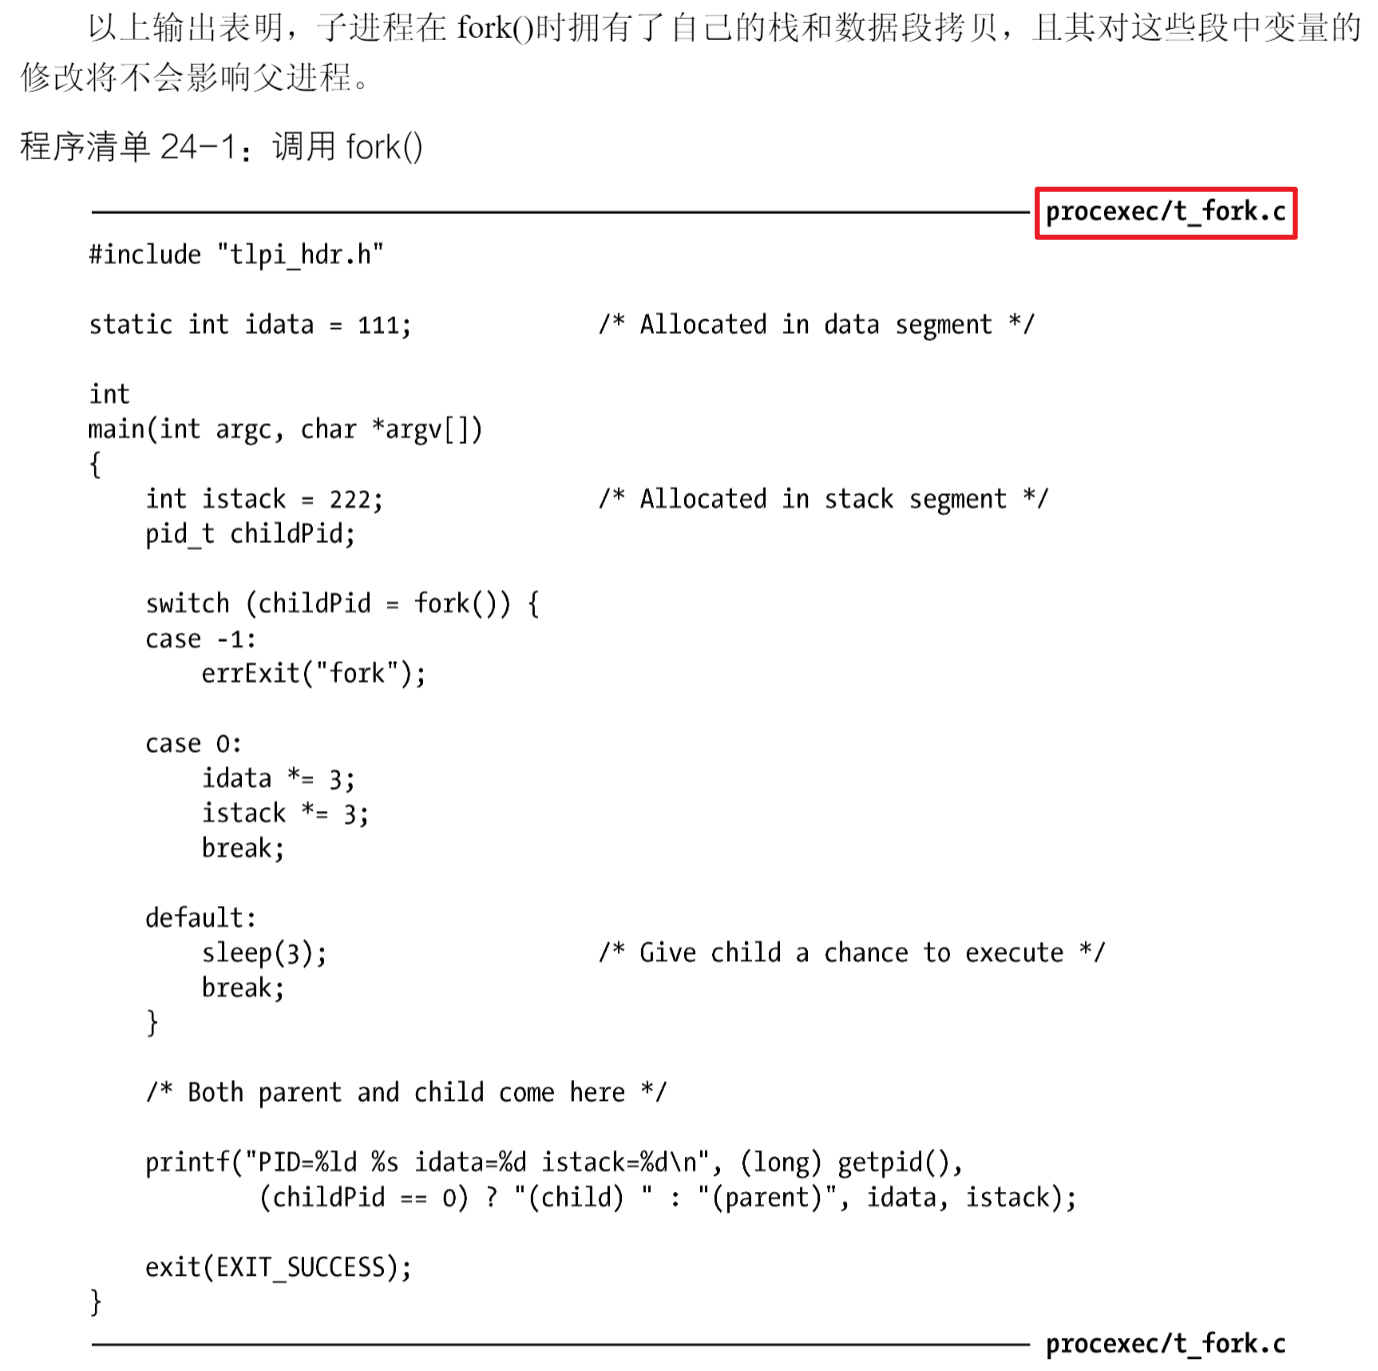 以上输出表明，子进程在 fork()时拥有了自己的栈和数据段拷贝，且其对这些段中变量的
修改将不会影响父进程。
程序清单 24-1：调用 fork()
procexec/t_fork.c
#include "tlpi_hdr.h"
static int idata = 111;             /* Allocated in data segment */
int
main(int argc, char *argv[])
{
    int istack = 222;               /* Allocated in stack segment */
    pid_t childPid;
    switch (childPid = fork()) {
    case -1:
        errExit("fork");
    case 0:
        idata *= 3;
        istack *= 3;
        break;
    default:
        sleep(3);                   /* Give child a chance to execute */
        break;
    }
    /* Both parent and child come here */
    printf("PID=%ld %s idata=%d istack=%d\n", (long) getpid(),
            (childPid == 0) ? "(child) " : "(parent)", idata, istack);
    exit(EXIT_SUCCESS);
}
procexec/t_fork.c